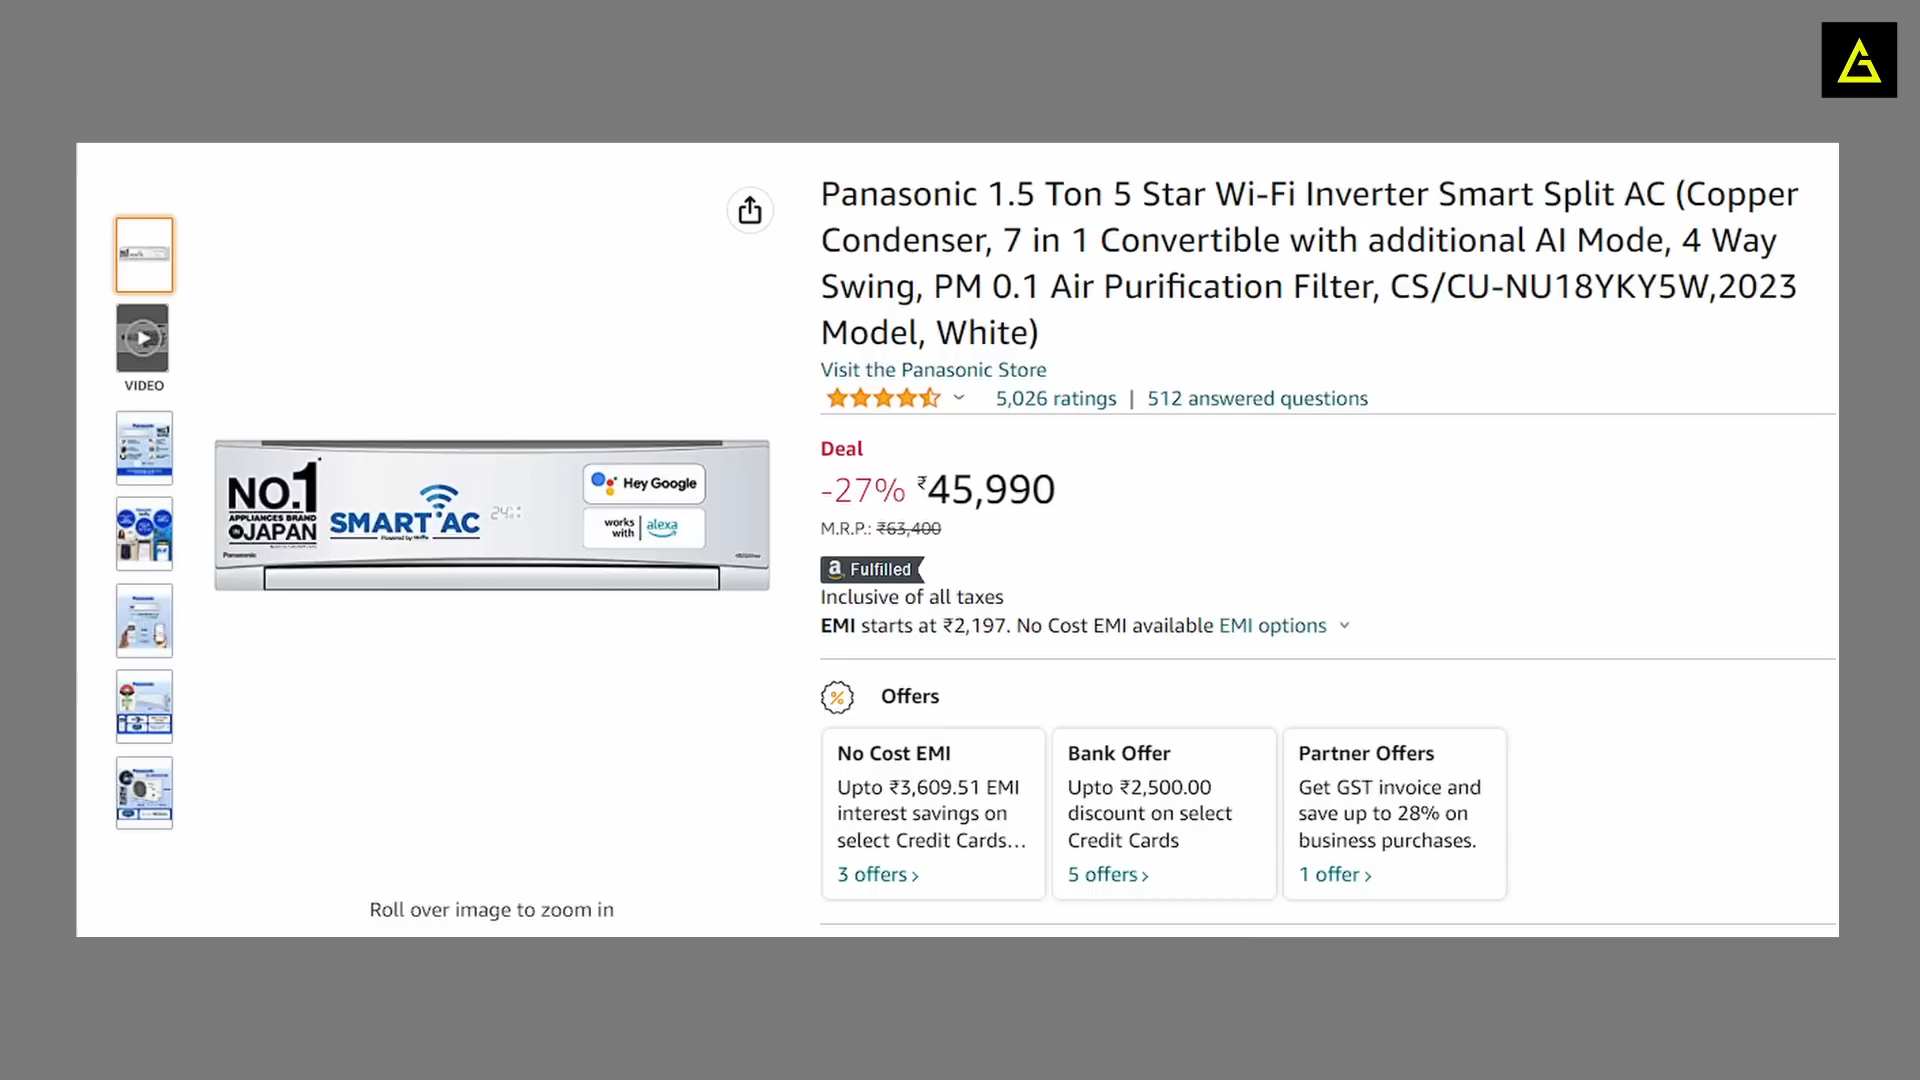 Panasonic 1.5 Ton 5 Star Wi-Fi Inverter Smart Split AC (Copper
Condenser, 7 in 1 Convertible with additional AI Mode, 4 Way
Swing, PM 0.1 Air Purification Filter, CS/CU-NU18YKY5W,2023
Model, White)
Visit the Panasonic Store
5,026 ratings | 512 answered questions
VIDEO
NO.1
APPLIANCES BRAND
JAPAN
Panasonic
SMART AC
Powered by
24
Hey Google
works with | alexa
Roll over image to zoom in
Deal
-27% ₹45,990
M.R.P.: ₹63,400
a Fulfilled
Inclusive of all taxes
EMI starts at ₹2,197. No Cost EMI available EMI options
% Offers
No Cost EMI
Upto ₹3,609.51 EMI
interest savings on
select Credit Cards…
3 offers ›
Bank Offer
Upto ₹2,500.00
discount on select
Credit Cards
5 offers ›
Partner Offers
Get GST invoice and
save up to 28% on
business purchases.
1 offer ›